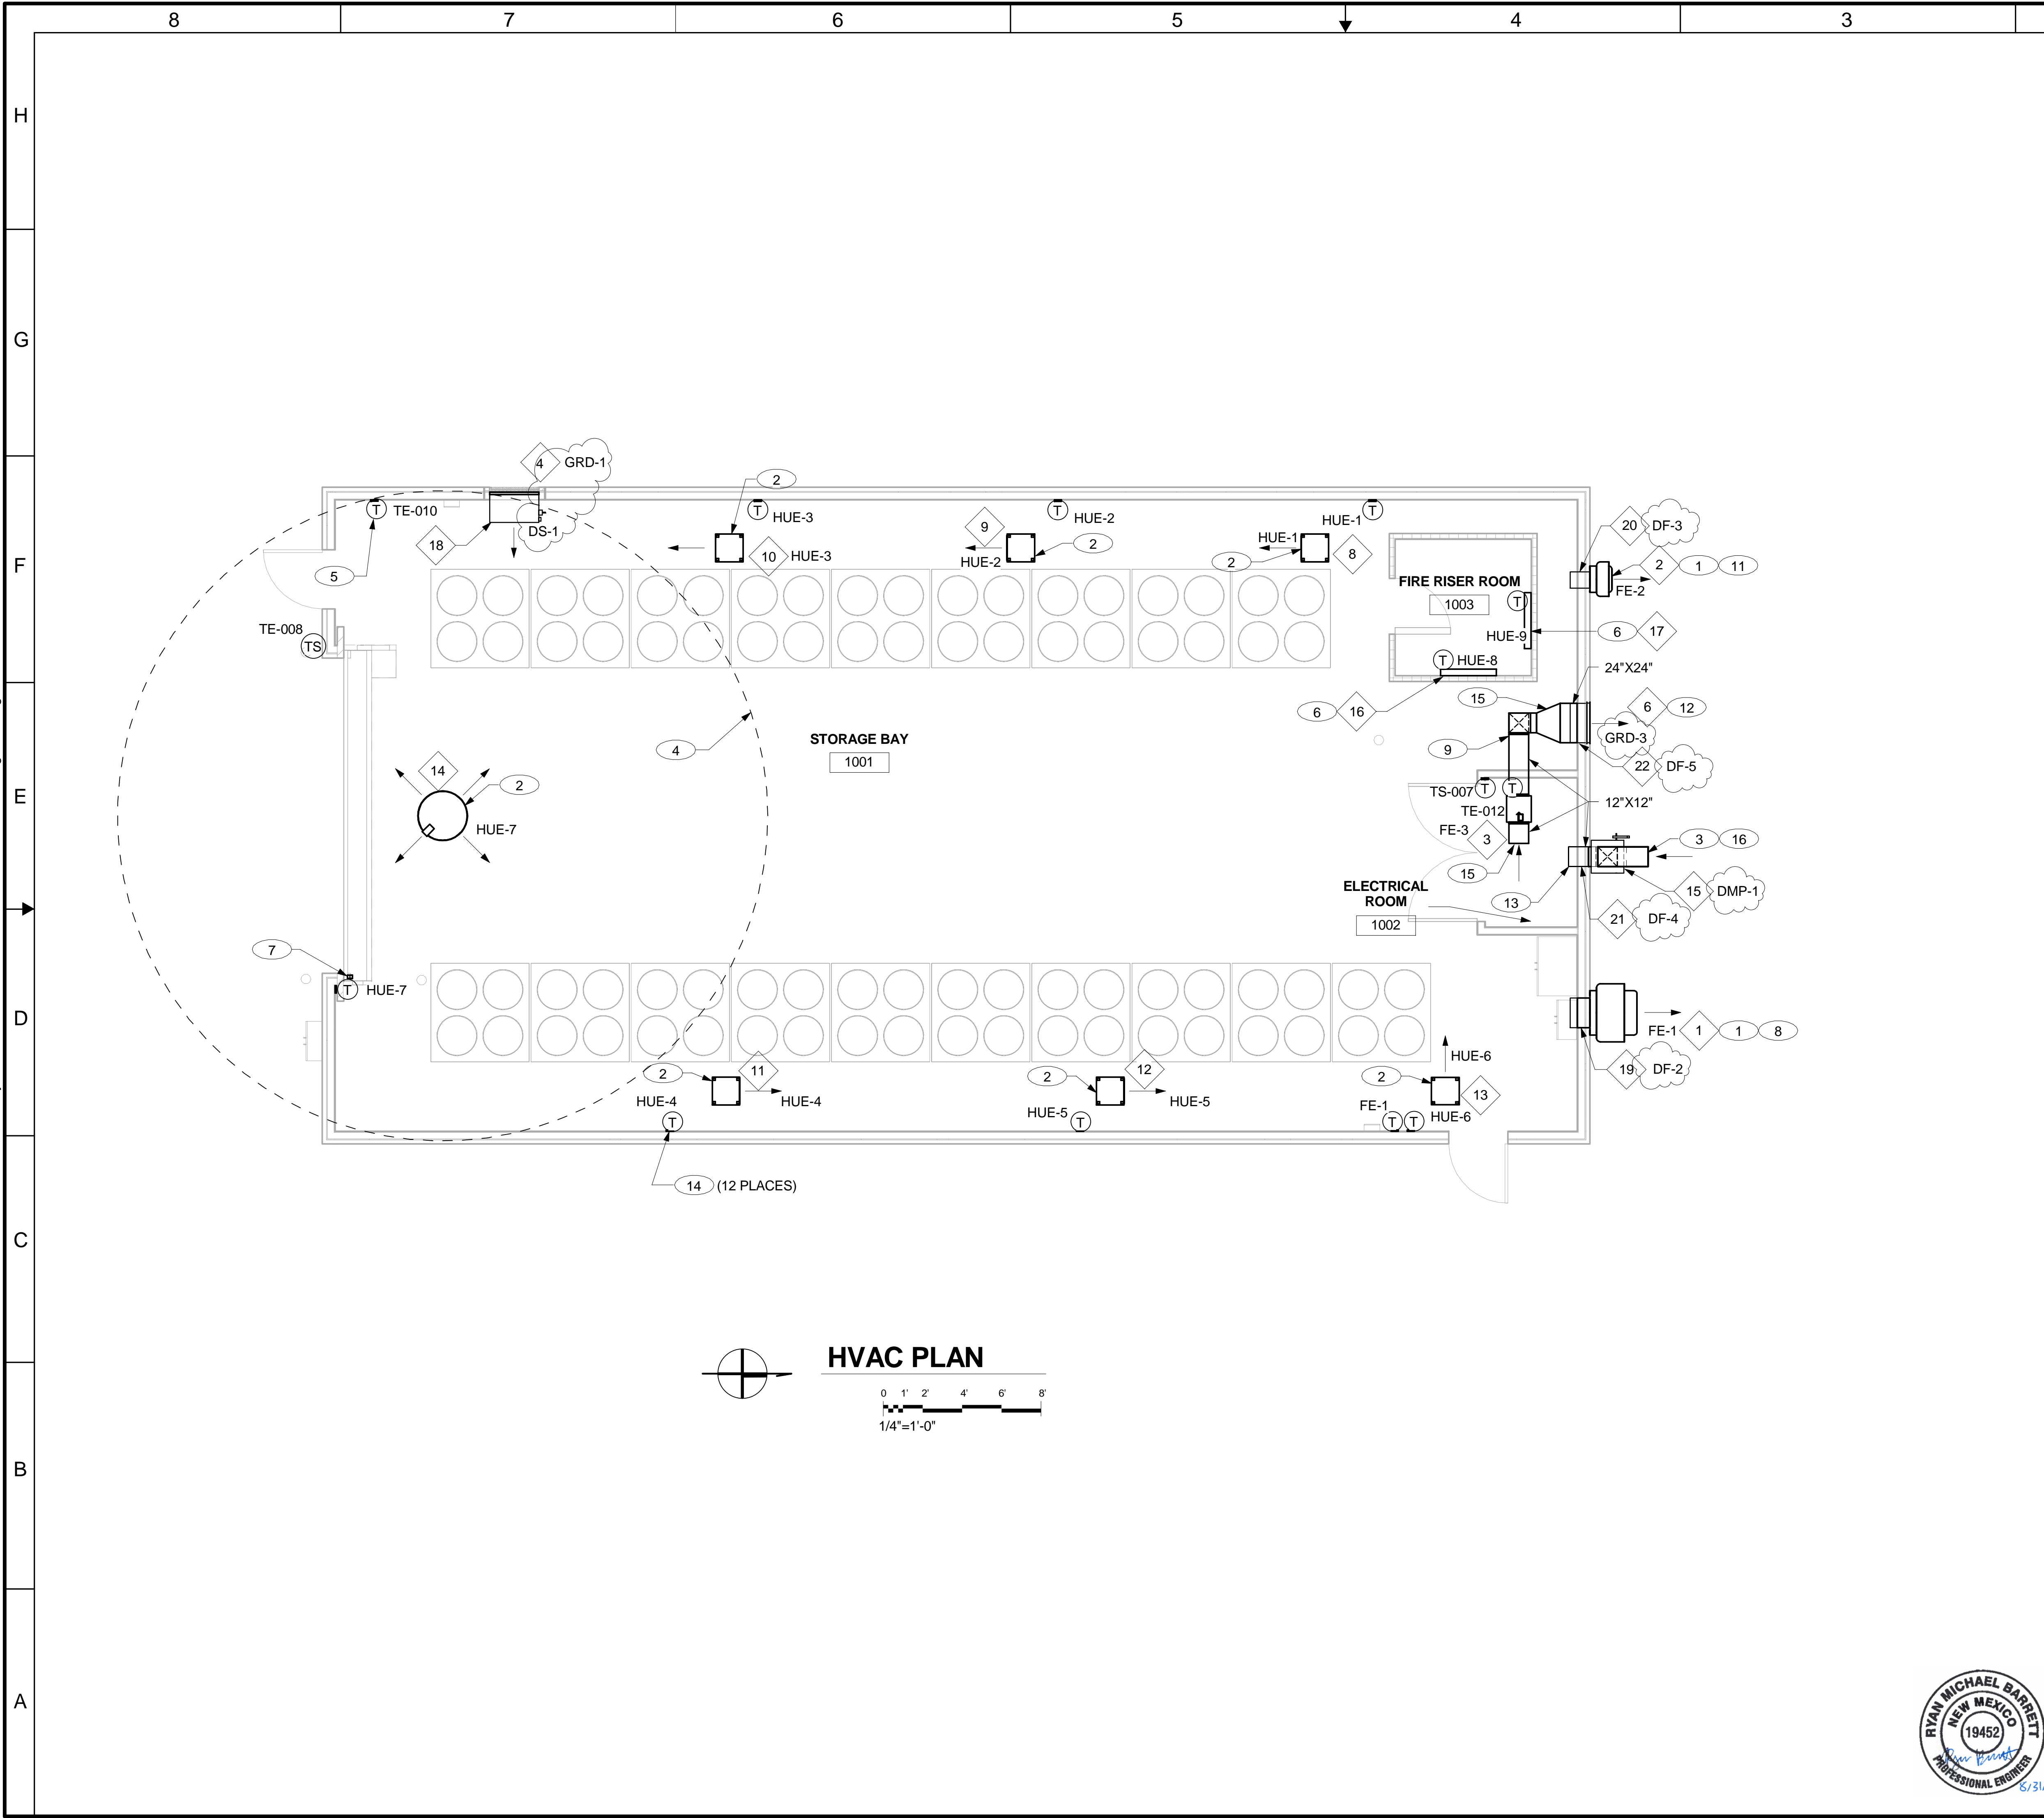 8 7 6 5 4 3
H
G
F
E
D
C
B
A
4 GRD-1
2
T TE-010
T HUE-3
T HUE-2
HUE-1 T
DS-1
18
5
10 HUE-3
9
HUE-2
2
HUE-1
2
8
20 DF-3
2 1 11
FE-2
FIRE RISER ROOM
1003
T
HUE-9
6 17
TE-008
TS
T HUE-8
24"X24"
6 16
15
6 12
GRD-3
9
22 DF-5
4
STORAGE BAY
1001
14
2
HUE-7
TS-007 T T
TE-012
12"X12"
FE-3 3
3 16
15
13
15 DMP-1
ELECTRICAL
ROOM
1002
21 DF-4
7
T HUE-7
FE-1 1 1 8
19 DF-2
2
11
HUE-4
HUE-4
T
2
12
HUE-5
HUE-5 T
HUE-6
2
13
FE-1
HUE-6
T T
14 (12 PLACES)
HVAC PLAN
0 1' 2' 4' 6' 8'
1/4"=1'-0"
RYAN MICHAEL BARRETT
NEW MEXICO
19452
PROFESSIONAL ENGINEER
8/31/